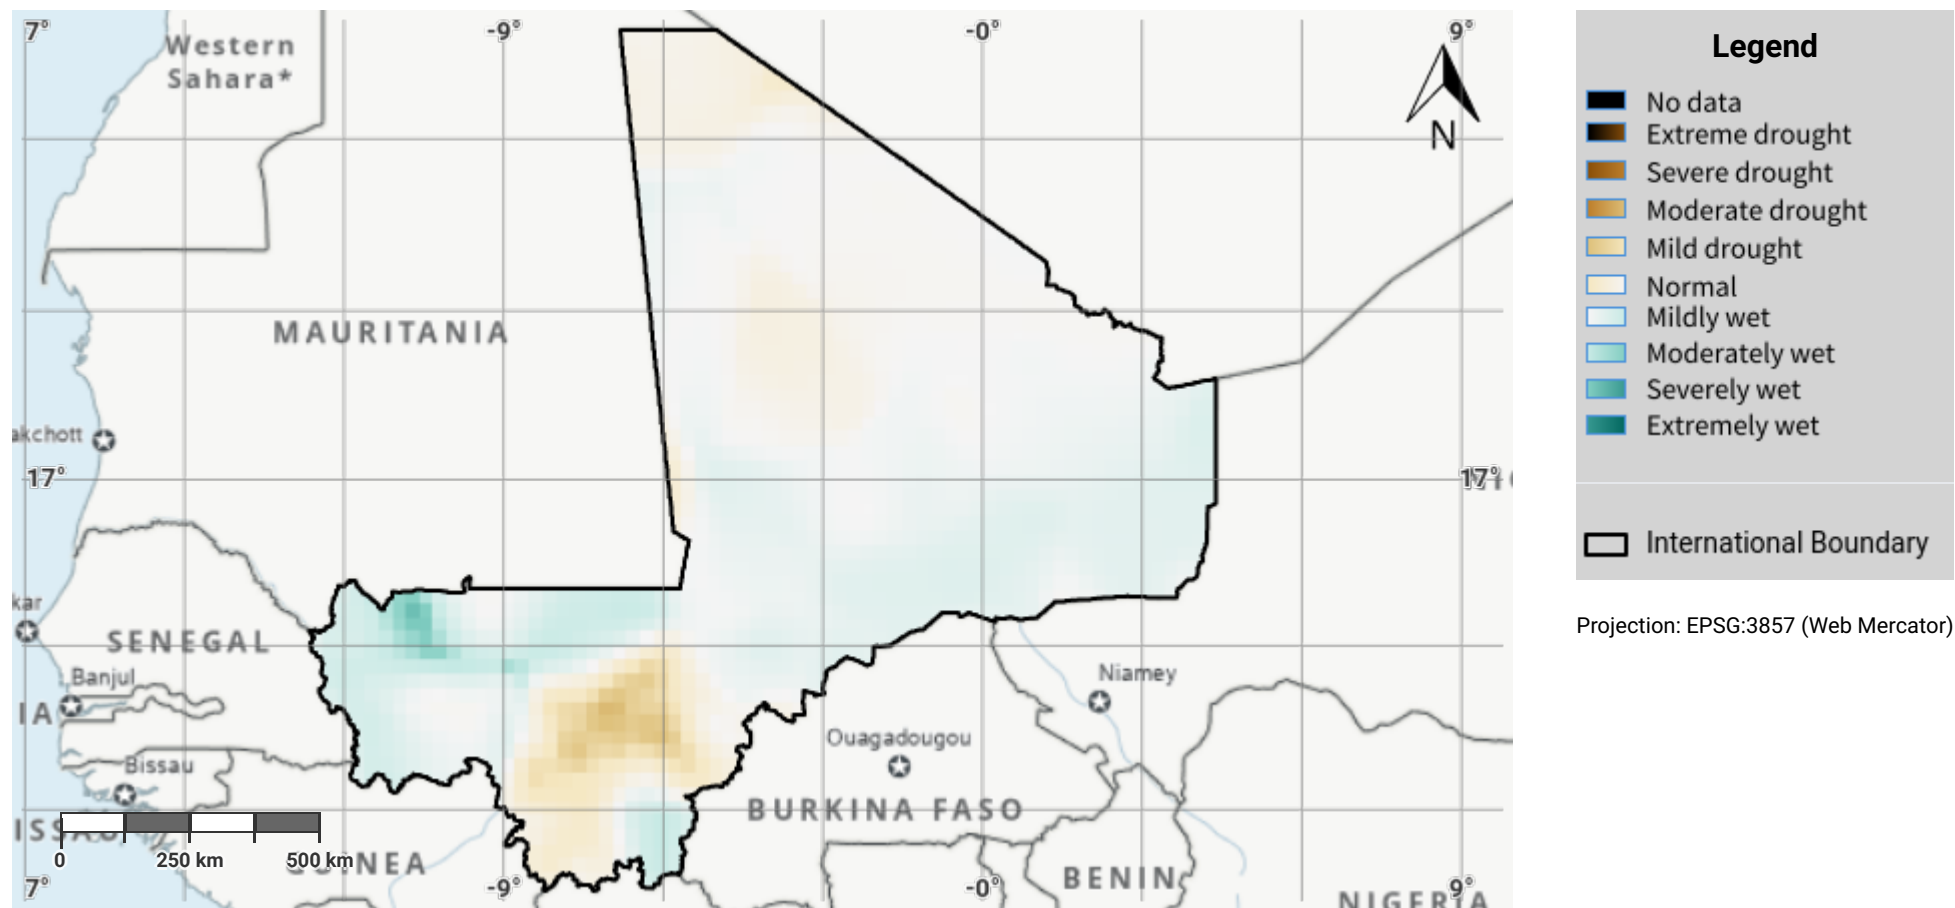 7° -9° -0° 9°
Western
Sahara*
N
MAURITANIA
akchott
17° 17°
kar
SENEGAL
Banjul
IA
Niamey
Ouagadougou
Bissau
BURKINA FASO
0 250 km 500 km
BENIN
7° -9° -0° 9°
NIGERIA
Legend
No data
Extreme drought
Severe drought
Moderate drought
Mild drought
Normal
Mildly wet
Moderately wet
Severely wet
Extremely wet
International Boundary
Projection: EPSG:3857 (Web Mercator)